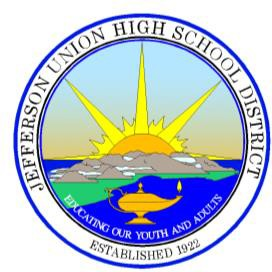 JEFFERSON UNION HIGH SCHOOL DISTRICT
EDUCATING OUR YOUTH AND ADULTS
ESTABLISHED 1922